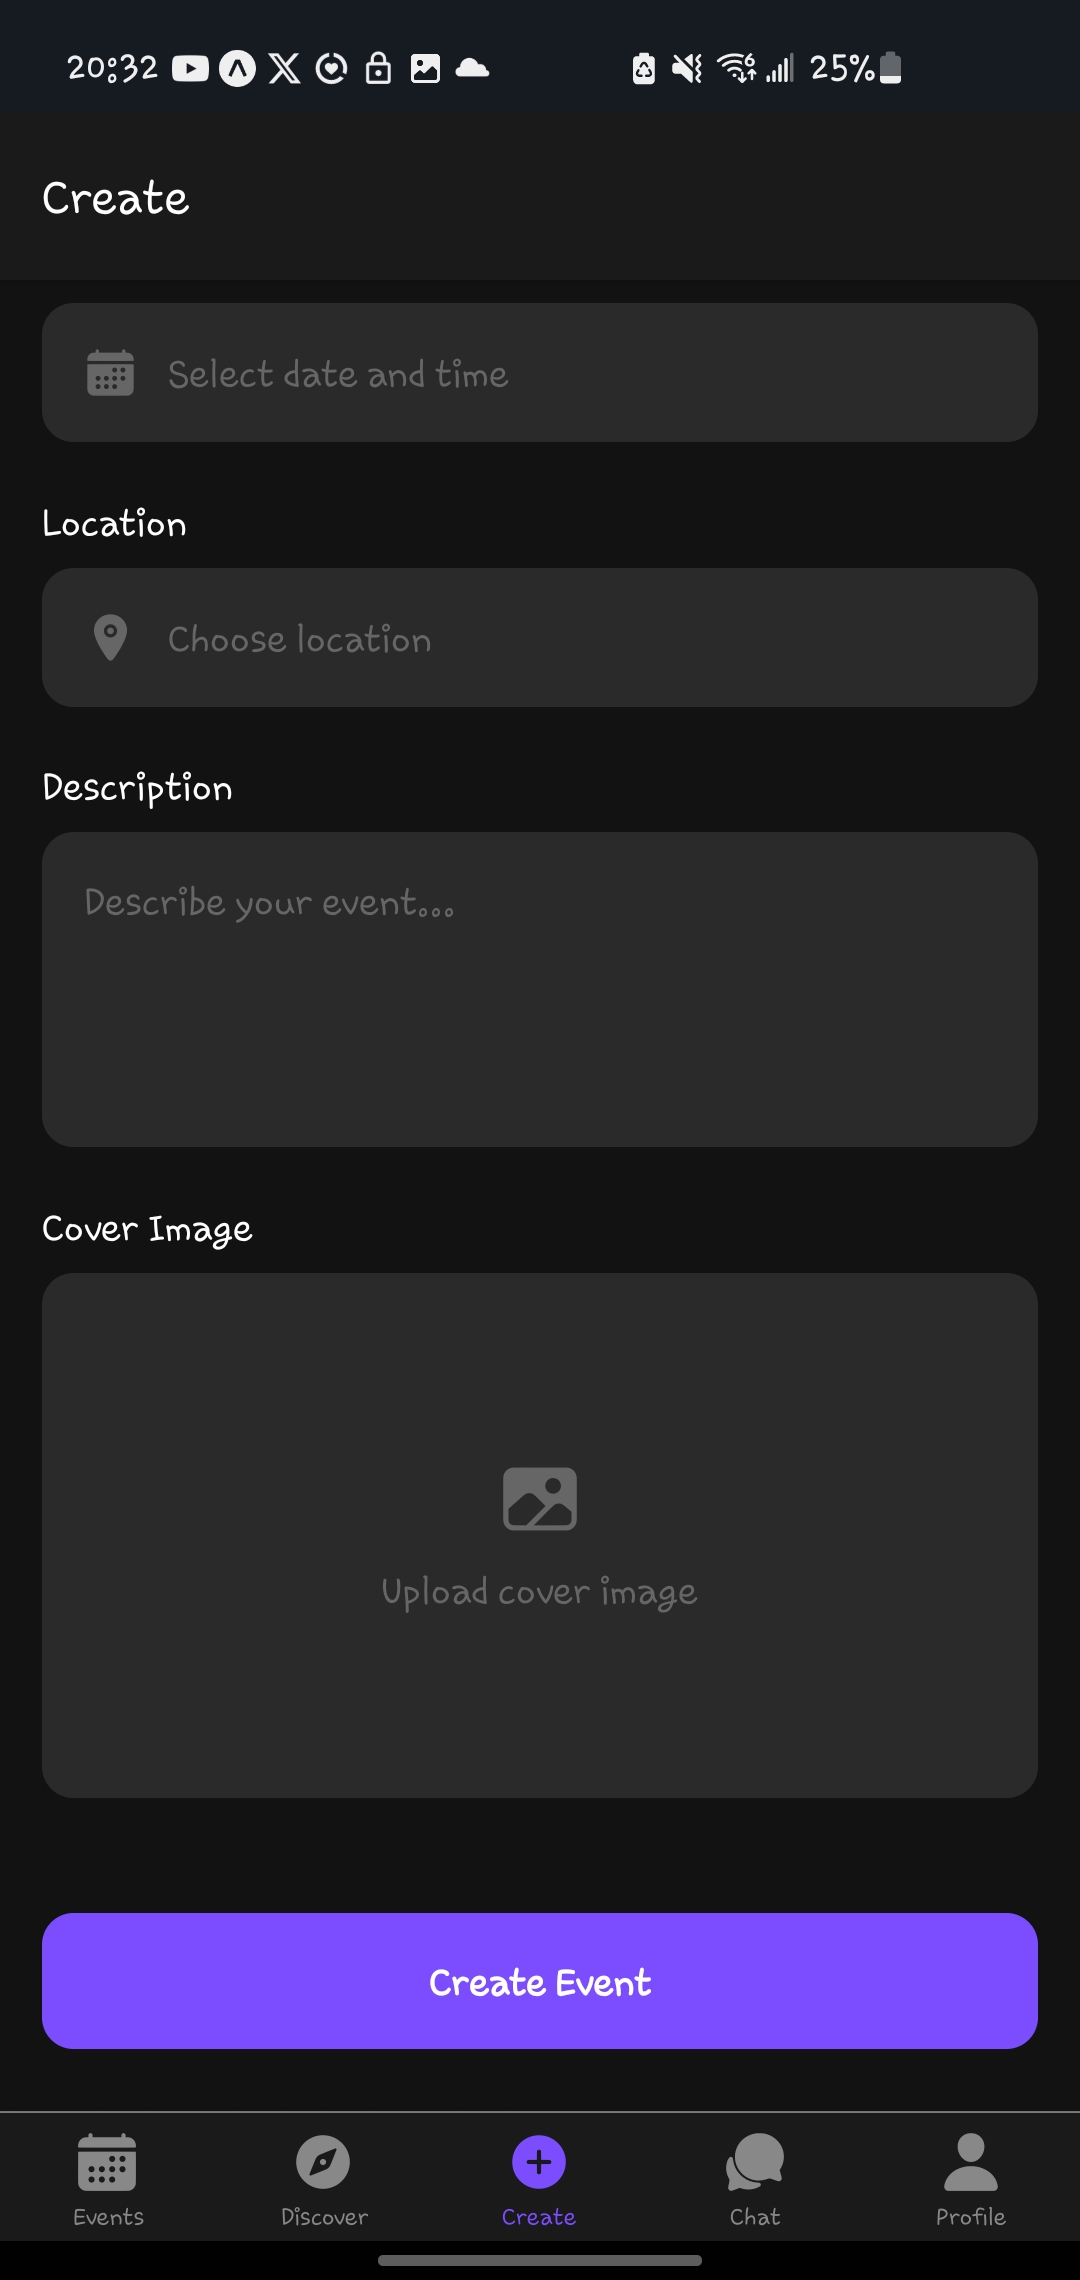 20:32 25%
Create
Select date and time
Location
Choose location
Description
Describe your event...
Cover Image
Upload cover image
Create Event
Events Discover Create Chat Profile